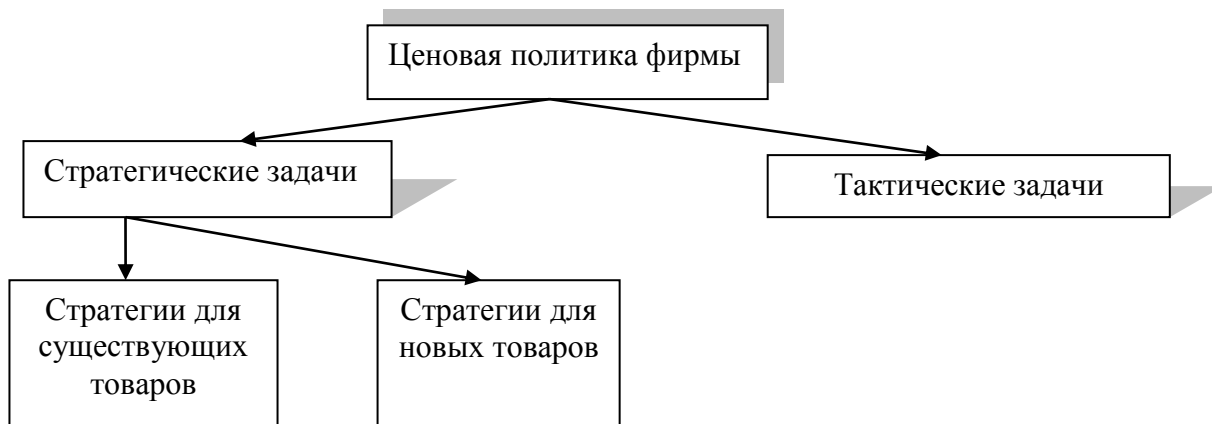 Ценовая политика фирмы
Стратегические задачи
Тактические задачи
Стратегии для
существующих
товаров
Стратегии для
новых товаров